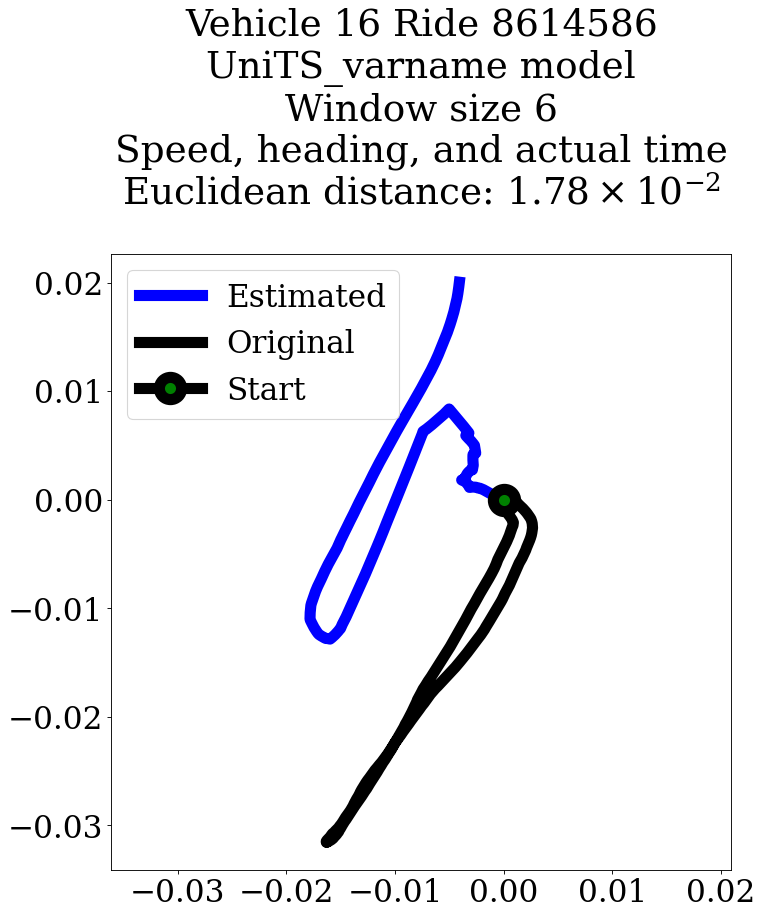 Vehicle 16 Ride 8614586
UniTS_varname model
Window size 6
Speed, heading, and actual time
Euclidean distance: 1.78 × 10⁻²
0.02
0.01
0.00
−0.01
−0.02
−0.03
Estimated
Original
Start
−0.03 −0.02 −0.01 0.00 0.01 0.02